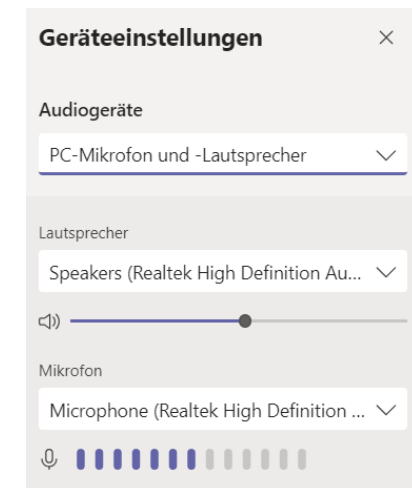 Geräteeinstellungen
Audiogeräte
PC-Mikrofon und -Lautsprecher
Lautsprecher
Speakers (Realtek High Definition Au...
Mikrofon
Microphone (Realtek High Definition ...